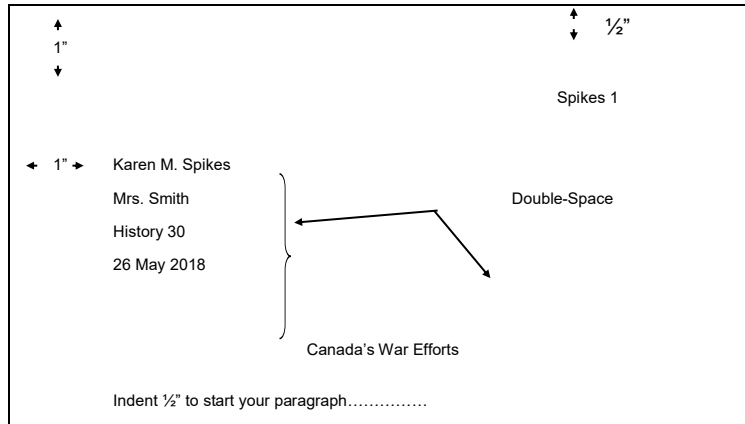 ½”
1”
Spikes 1
1” Karen M. Spikes
Mrs. Smith Double-Space
History 30
26 May 2018
Canada’s War Efforts
Indent ½” to start your paragraph……………